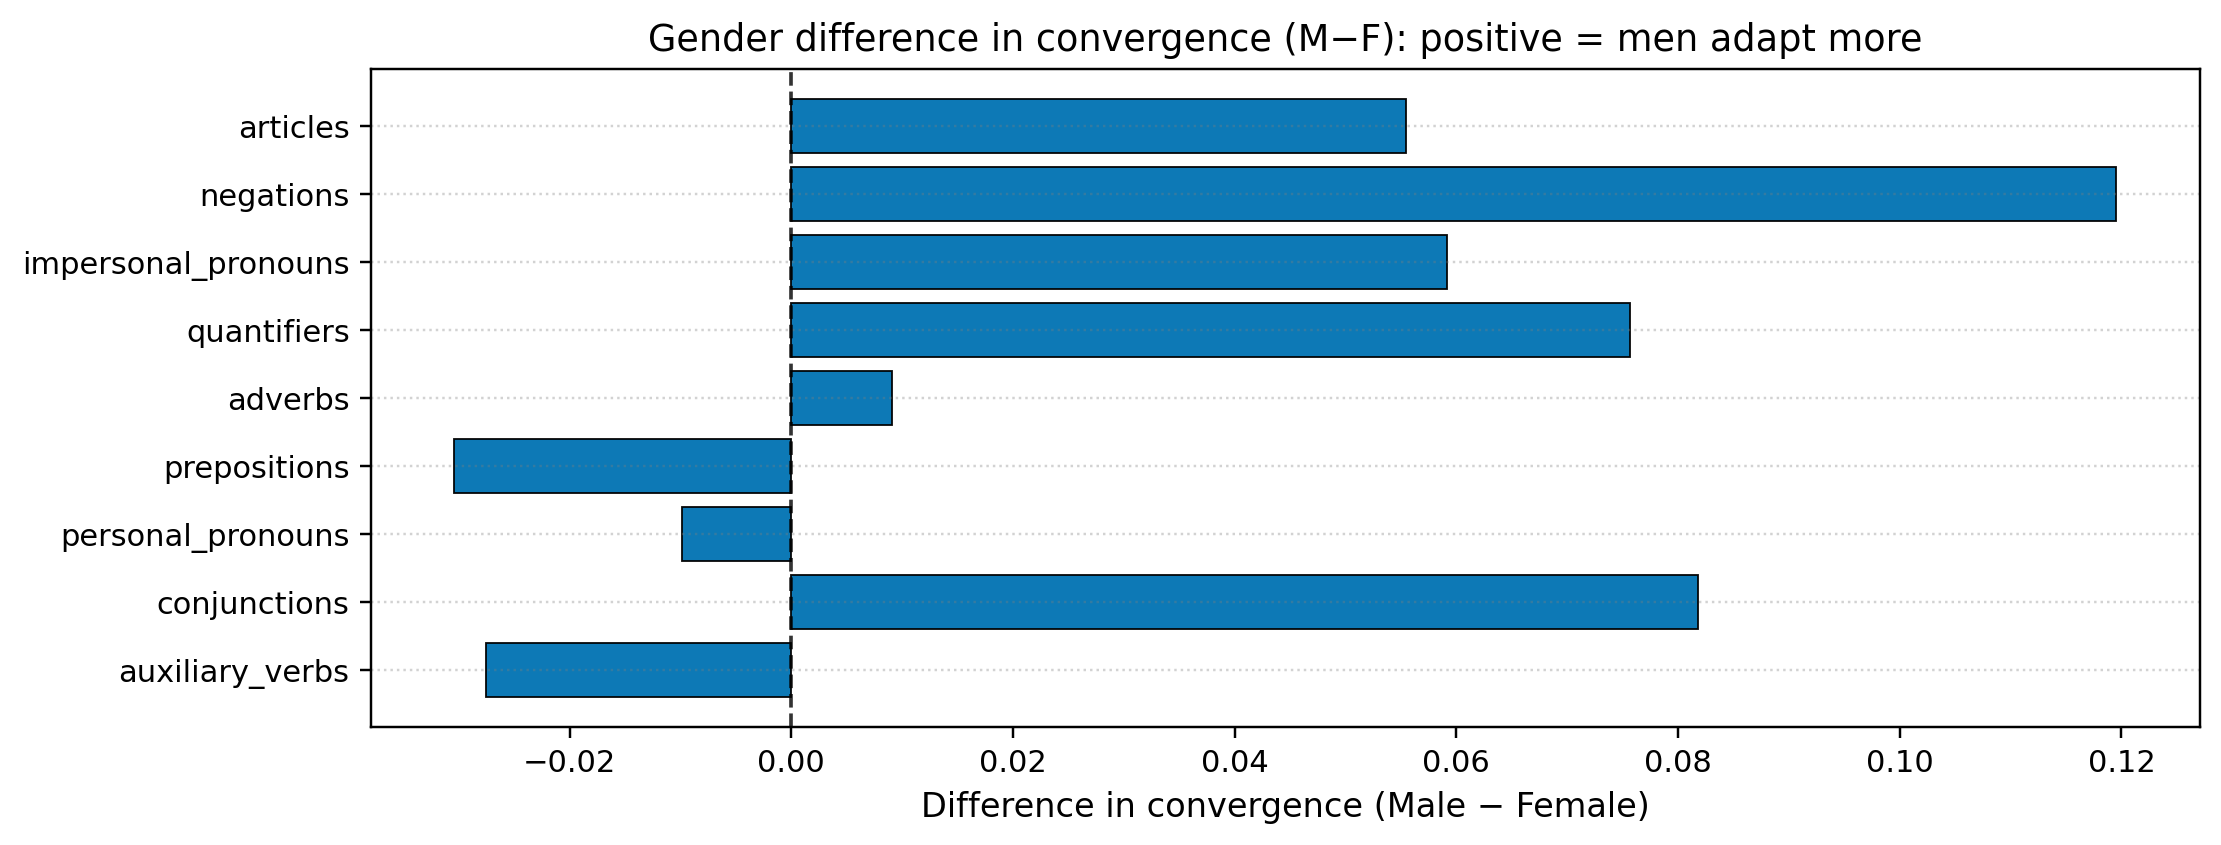 Gender difference in convergence (M−F): positive = men adapt more
articles
negations
impersonal_pronouns
quantifiers
adverbs
prepositions
personal_pronouns
conjunctions
auxiliary_verbs
−0.02 0.00 0.02 0.04 0.06 0.08 0.10 0.12
Difference in convergence (Male − Female)